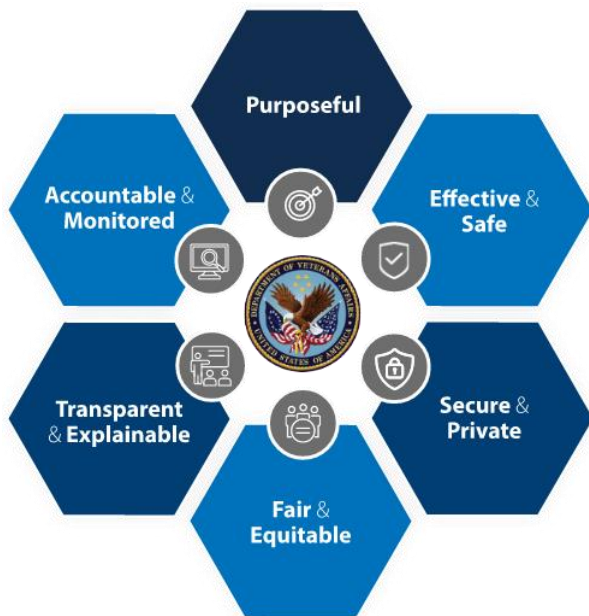 Purposeful
Effective &
Safe
Secure &
Private
Fair &
Equitable
Transparent
& Explainable
Accountable &
Monitored
DEPARTMENT OF VETERANS AFFAIRS
UNITED STATES OF AMERICA